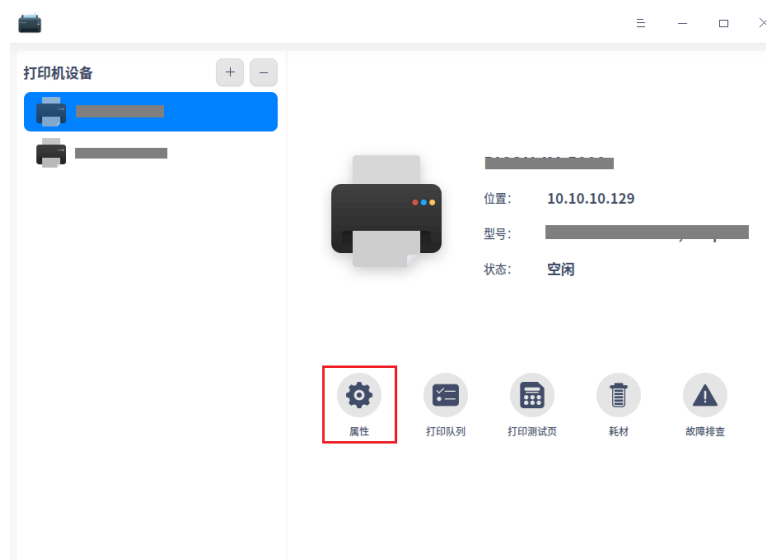 打印机设备
位置：
10.10.10.129
型号：
状态：
空闲
属性
打印队列
打印测试页
耗材
故障排查